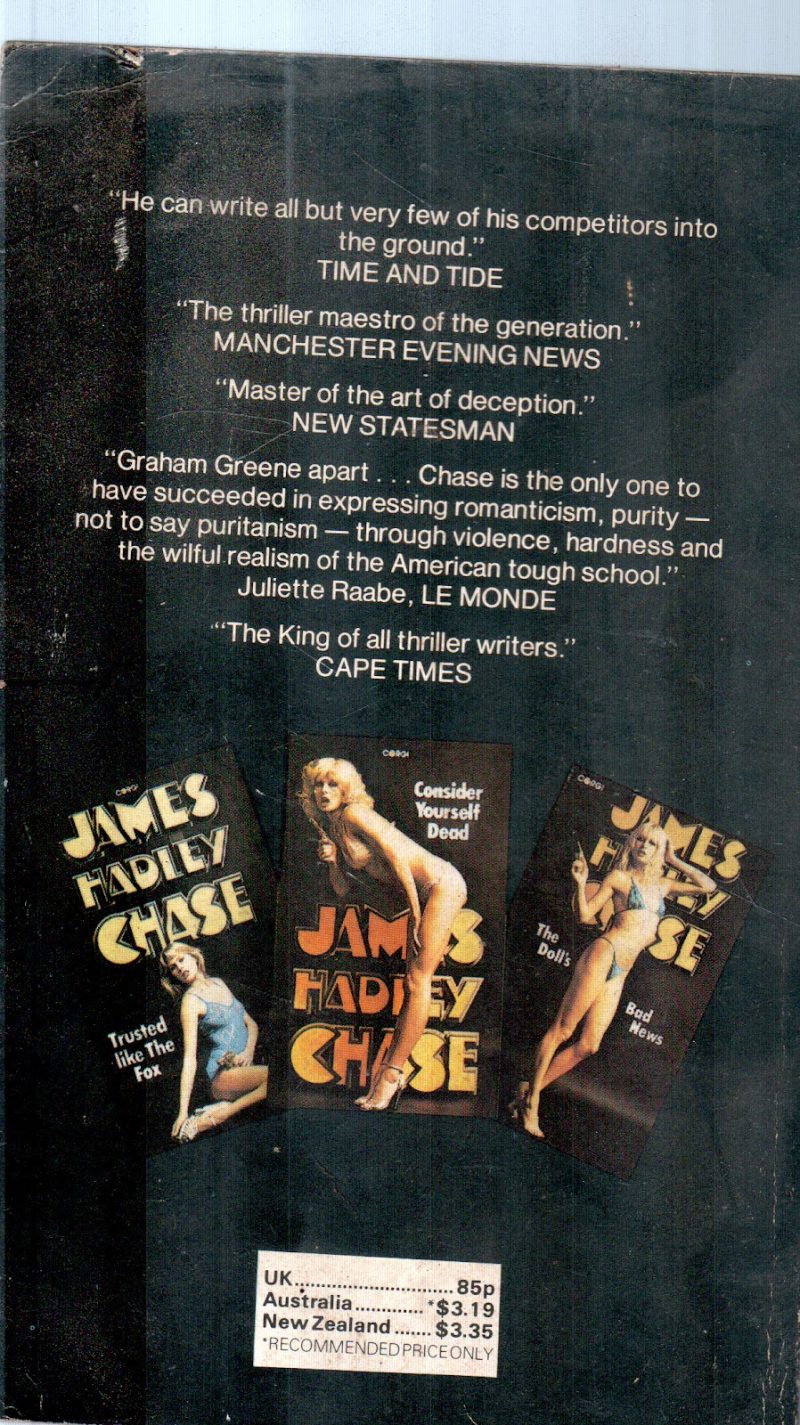 “He can write all but very few of his competitors into
the ground.”
TIME AND TIDE
“The thriller maestro of the generation.”
MANCHESTER EVENING NEWS
“Master of the art of deception.”
NEW STATESMAN
“Graham Greene apart . . . Chase is the only one to
have succeeded in expressing romanticism, purity —
not to say puritanism — through violence, hardness and
the wilful realism of the American tough school.”
Juliette Raabe, LE MONDE
“The King of all thriller writers.”
CAPE TIMES
CORGI
JAMES
HADLEY
CHASE
Trusted
like The
Fox
CORGI
Consider
Yourself
Dead
JAMES
HADLEY
CHASE
CORGI
JAMES
HADLEY
CHASE
The
Doll's
Bad
News
UK.............................. 85p
Australia............. *$3.19
New Zealand ....... $3.35
*RECOMMENDED PRICE ONLY